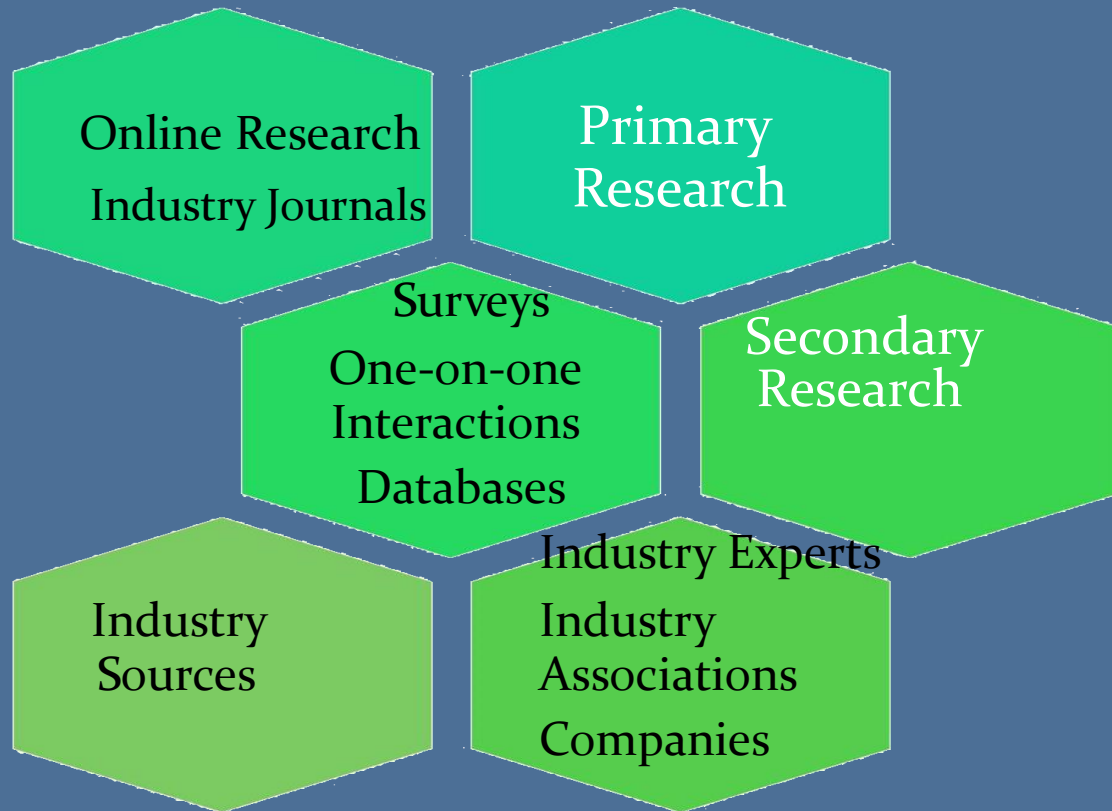 Online Research
Industry Journals
Primary
Research
Surveys
One-on-one
Interactions
Databases
Secondary
Research
Industry
Sources
Industry Experts
Industry
Associations
Companies